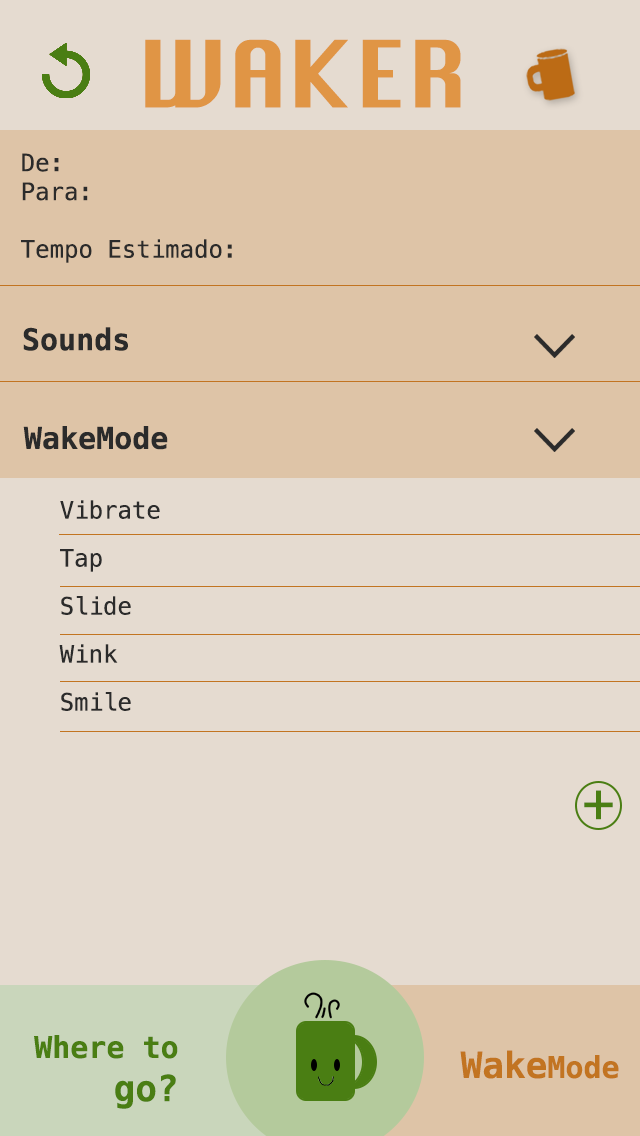 WAKER
De:
Para:
Tempo Estimado:
Sounds
WakeMode
Vibrate
Tap
Slide
Wink
Smile
Where to
go?
WakeMode